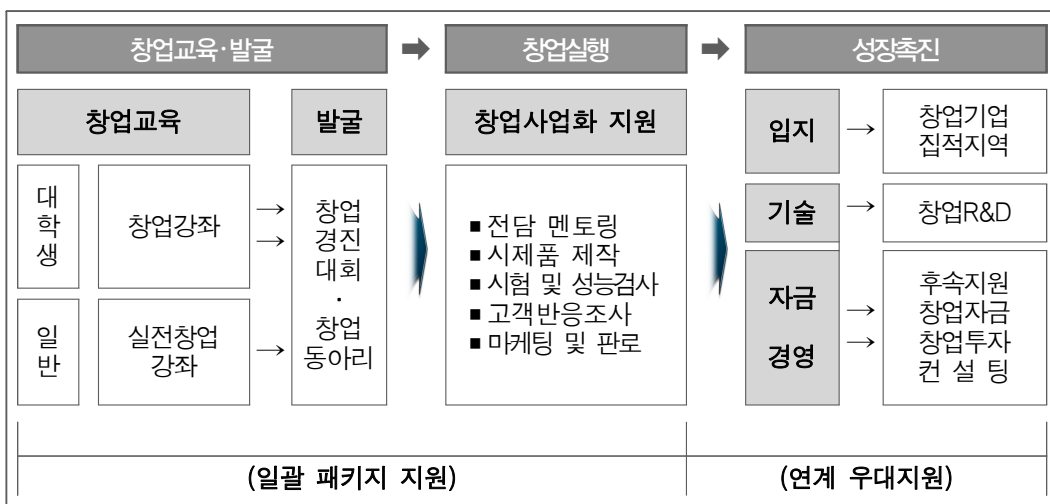 창업교육·발굴 ➡ 창업실행 ➡ 성장촉진
창업교육
발굴
대
학
생
창업강좌
→
→
일
반
실전창업
강좌
→
창업
경진
대회
·
창업
동아리
창업사업화 지원
■ 전담 멘토링
■ 시제품 제작
■ 시험 및 성능검사
■ 고객반응조사
■ 마케팅 및 판로
입지
→
창업기업
집적지역
기술
→
창업R&D
자금
경영
→
→
후속지원
창업자금
창업투자
컨 설 팅
(일괄 패키지 지원)
(연계 우대지원)